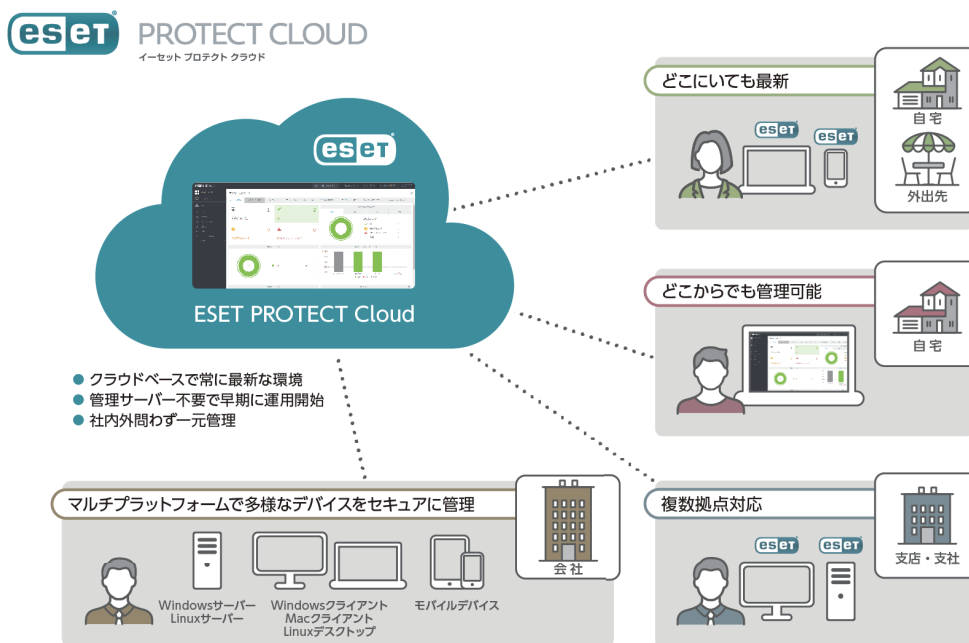 eset PROTECT CLOUD
イーセット プロテクト クラウド
eset
ESET PROTECT Cloud
● クラウドベースで常に最新な環境
● 管理サーバー不要で早期に運用開始
● 社内外問わず一元管理
どこにいても最新
eset
eset
自宅
外出先
どこからでも管理可能
自宅
マルチプラットフォームで多様なデバイスをセキュアに管理
会社
Windowsサーバー
Linuxサーバー
Windowsクライアント
Macクライアント
Linuxデスクトップ
モバイルデバイス
複数拠点対応
eset
eset
支店・支社